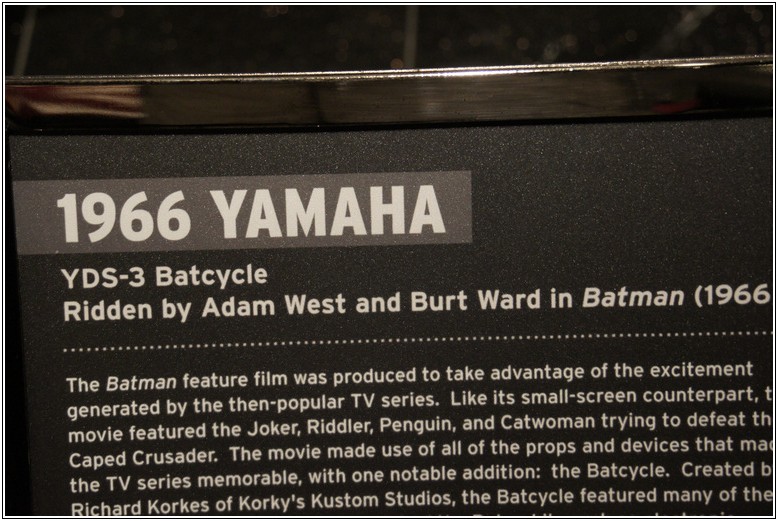 1966 YAMAHA
YDS-3 Batcycle
Ridden by Adam West and Burt Ward in Batman (1966
The Batman feature film was produced to take advantage of the excitement
generated by the then-popular TV series. Like its small-screen counterpart, t
movie featured the Joker, Riddler, Penguin, and Catwoman trying to defeat th
Caped Crusader. The movie made use of all of the props and devices that mad
the TV series memorable, with one notable addition: the Batcycle. Created b
Richard Korkes of Korky's Kustom Studios, the Batcycle featured many of the